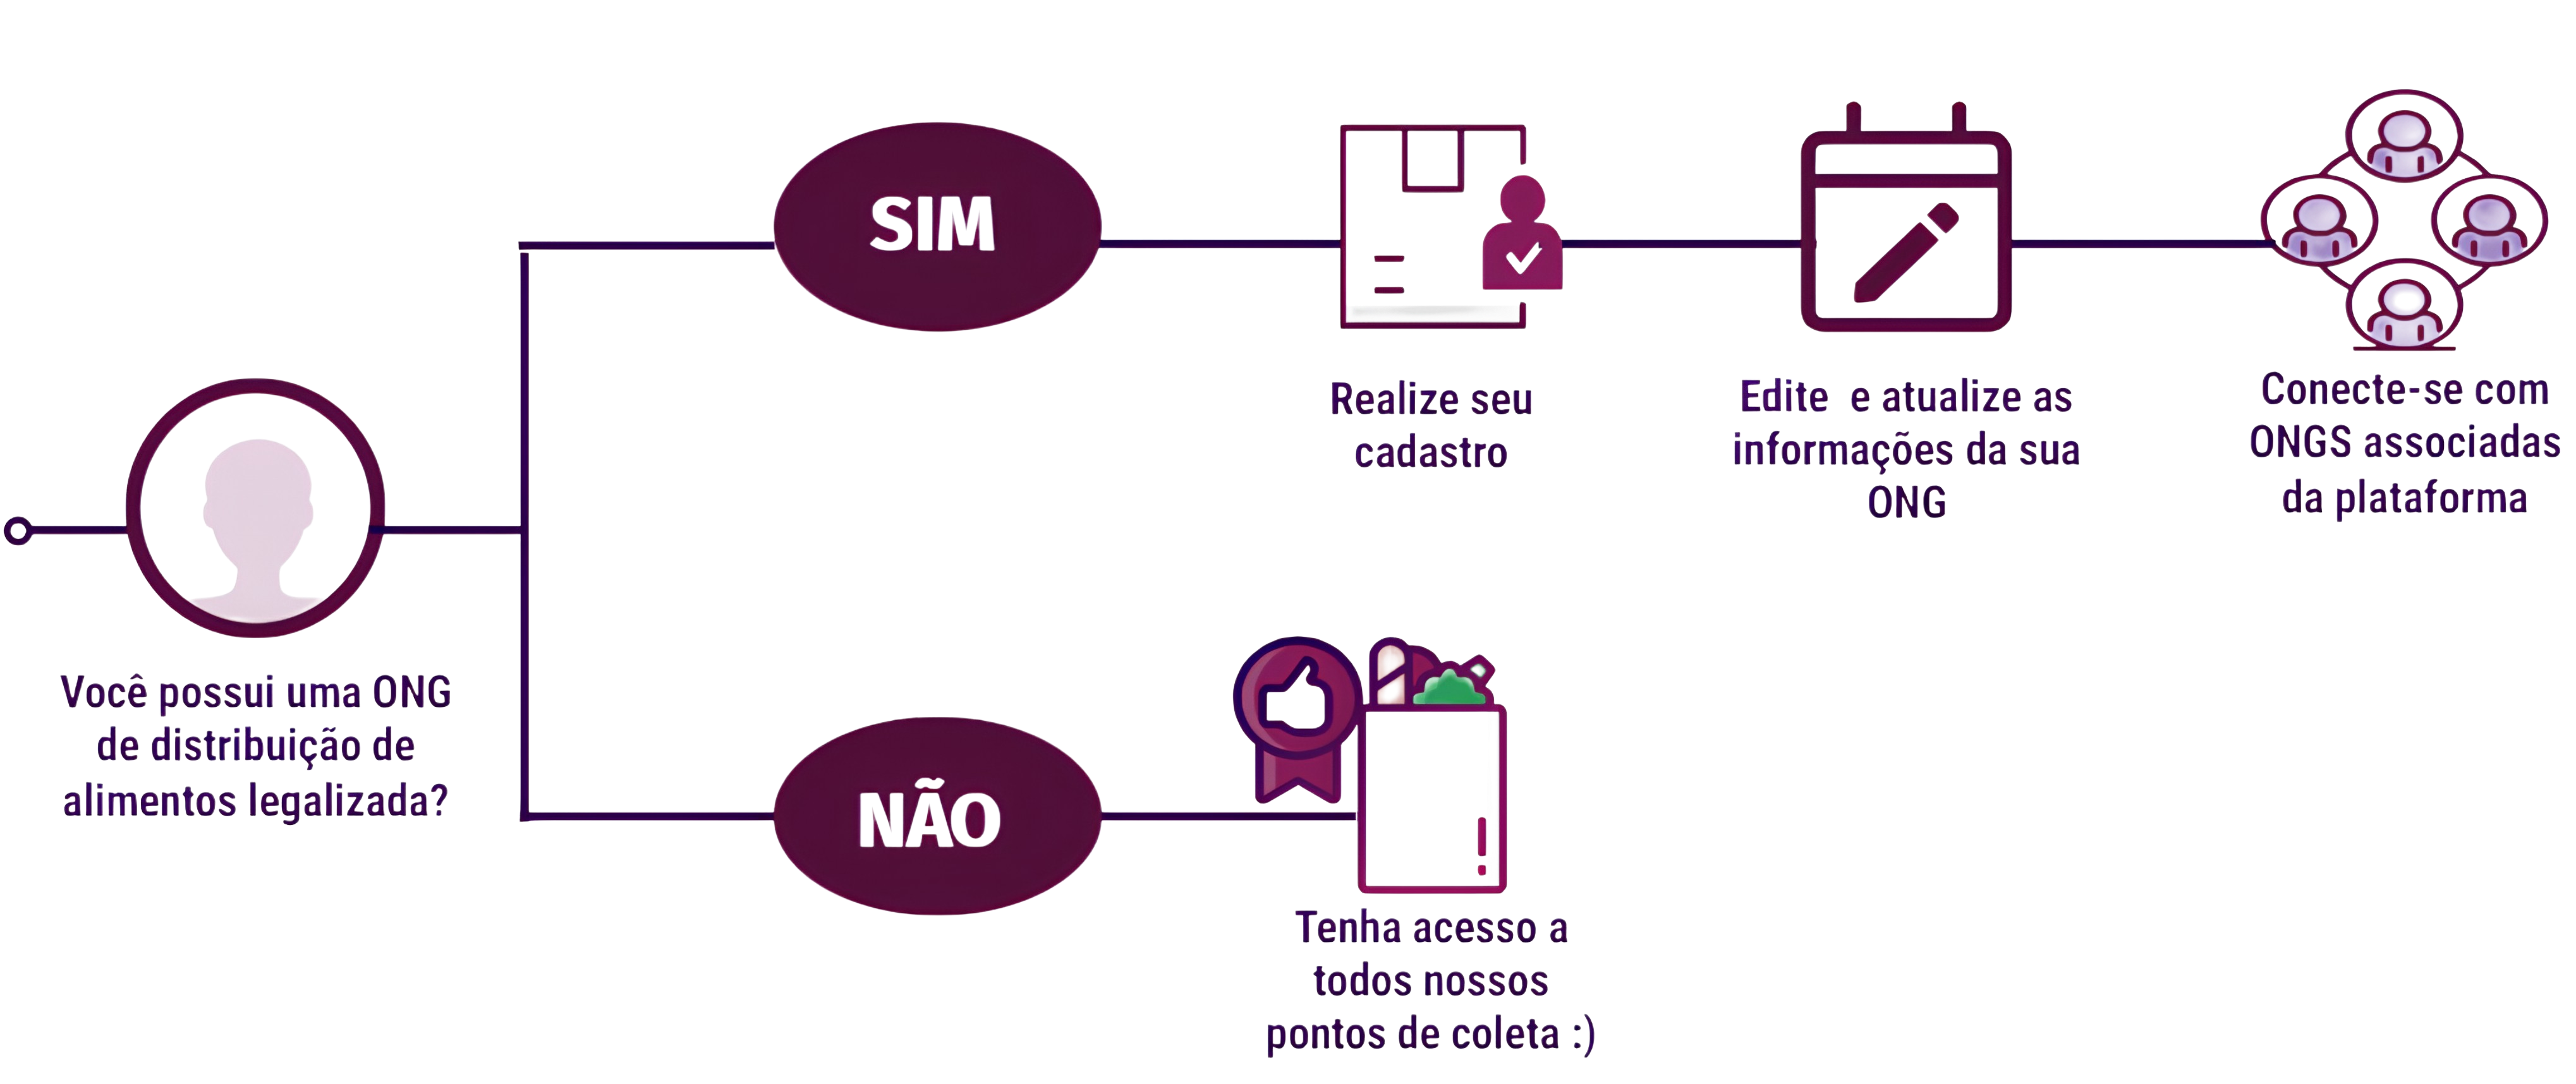 Você possui uma ONG
de distribuição de
alimentos legalizada?
SIM
Realize seu
cadastro
Edite e atualize as
informações da sua
ONG
Conecte-se com
ONGS associadas
da plataforma
NÃO
Tenha acesso a
todos nossos
pontos de coleta :)